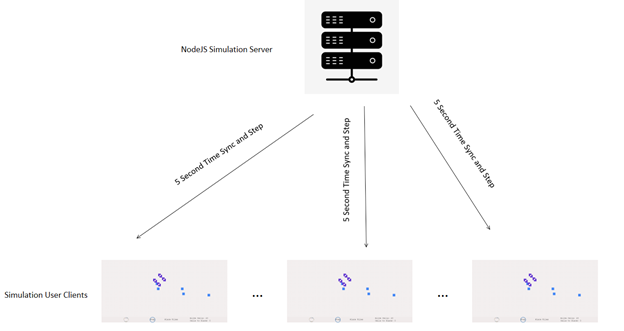 NodeJS Simulation Server
5 Second Time Sync and Step
5 Second Time Sync and Step
5 Second Time Sync and Step
Simulation User Clients
...
...